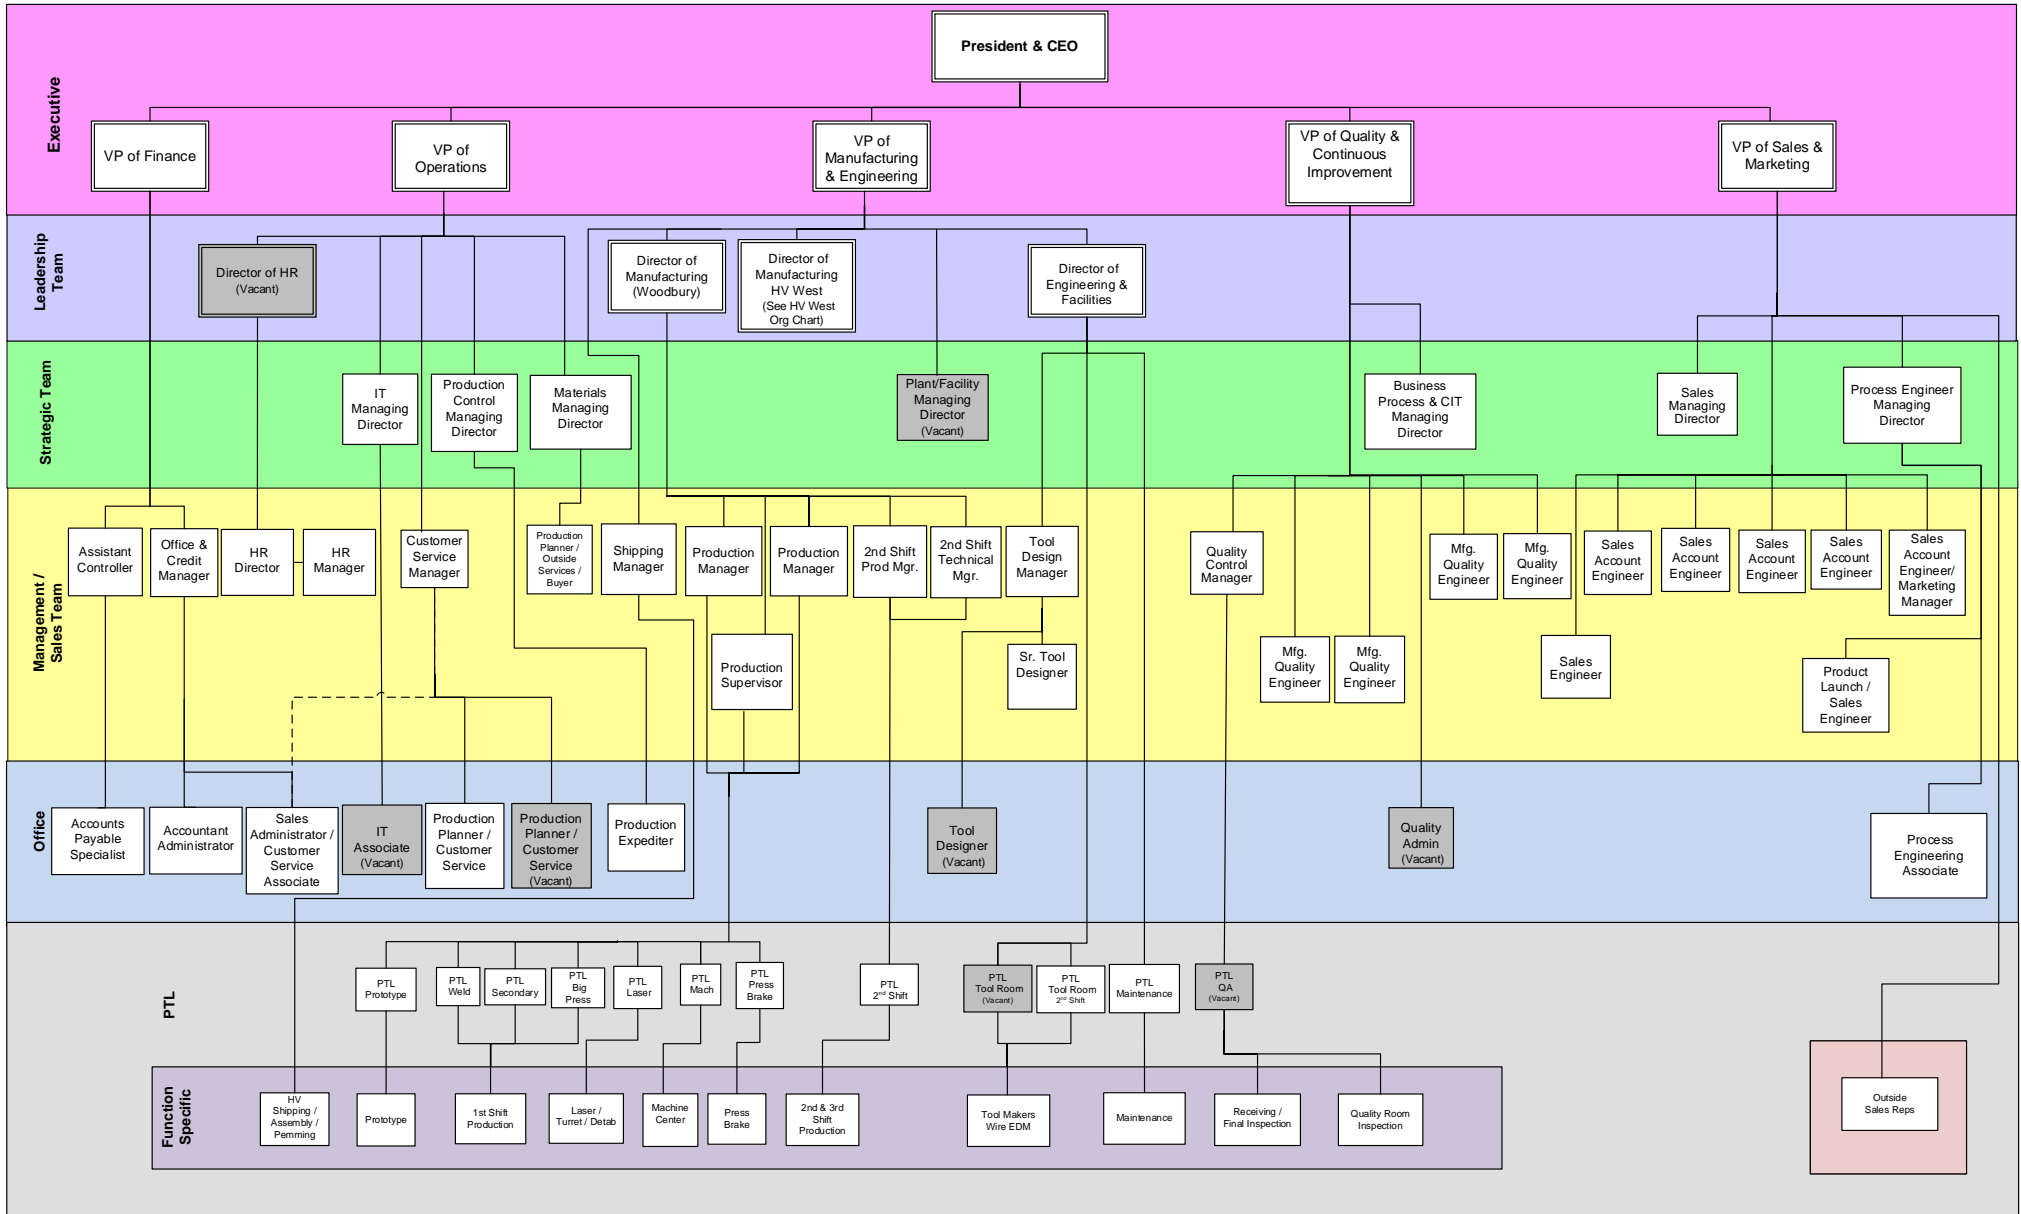 President & CEO
Executive
VP of Finance
VP of
Operations
VP of
Manufacturing
& Engineering
VP of Quality &
Continuous
Improvement
VP of Sales &
Marketing
Leadership
Team
Director of HR
(Vacant)
Director of
Manufacturing
(Woodbury)
Director of
Manufacturing
HV West
(See HV West
Org Chart)
Director of
Engineering &
Facilities
Strategic Team
IT
Managing
Director
Production
Control
Managing
Director
Materials
Managing
Director
Plant/Facility
Managing
Director
(Vacant)
Business
Process & CIT
Managing
Director
Sales
Managing
Director
Process Engineer
Managing
Director
Management /
Sales Team
Assistant
Controller
Office &
Credit
Manager
HR
Director
HR
Manager
Customer
Service
Manager
Production
Planner /
Outside
Services /
Buyer
Shipping
Manager
Production
Manager
Production
Manager
2nd Shift
Prod Mgr.
2nd Shift
Technical
Mgr.
Tool
Design
Manager
Quality
Control
Manager
Mfg.
Quality
Engineer
Mfg.
Quality
Engineer
Sales
Account
Engineer
Sales
Account
Engineer
Sales
Account
Engineer
Sales
Account
Engineer
Sales
Account
Engineer/
Marketing
Manager
Production
Supervisor
Sr. Tool
Designer
Mfg.
Quality
Engineer
Mfg.
Quality
Engineer
Sales
Engineer
Product
Launch /
Sales
Engineer
Office
Accounts
Payable
Specialist
Accountant
Administrator
Sales
Administrator /
Customer
Service
Associate
IT
Associate
(Vacant)
Production
Planner /
Customer
Service
Production
Planner /
Customer
Service
(Vacant)
Production
Expediter
Tool
Designer
(Vacant)
Quality
Admin
(Vacant)
Process
Engineering
Associate
PTL
PTL
Prototype
PTL
Weld
PTL
Secondary
PTL
Big
Press
PTL
Laser
PTL
Mach
PTL
Press
Brake
PTL
2nd Shift
PTL
Tool Room
(Vacant)
PTL
Tool Room
2nd Shift
PTL
Maintenance
PTL
QA
(Vacant)
Function
Specific
HV
Shipping /
Assembly /
Pemming
Prototype
1st Shift
Production
Laser /
Turret / Detab
Machine
Center
Press
Brake
2nd & 3rd
Shift
Production
Tool Makers
Wire EDM
Maintenance
Receiving /
Final Inspection
Quality Room
Inspection
Outside
Sales Reps